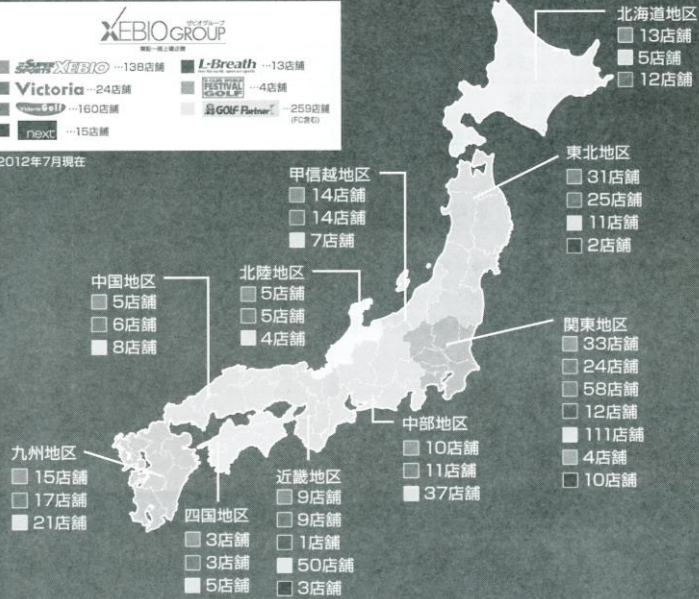 ゼビオグループ
XEBIO GROUP
東証一部上場企業
SUPER SPORTS XEBIO …138店舗
Victoria …24店舗
Victoria Golf …160店舗
next …15店舗
L-Breath …13店舗
FESTIVAL GOLF …4店舗
GOLF Partner …259店舗
(FC含む)
2012年7月現在
北海道地区
13店舗
5店舗
12店舗
東北地区
31店舗
25店舗
11店舗
2店舗
甲信越地区
14店舗
14店舗
7店舗
北陸地区
5店舗
5店舗
4店舗
中国地区
5店舗
6店舗
8店舗
関東地区
33店舗
24店舗
58店舗
12店舗
111店舗
4店舗
10店舗
中部地区
10店舗
11店舗
37店舗
九州地区
15店舗
17店舗
21店舗
四国地区
3店舗
3店舗
5店舗
近畿地区
9店舗
9店舗
1店舗
50店舗
3店舗